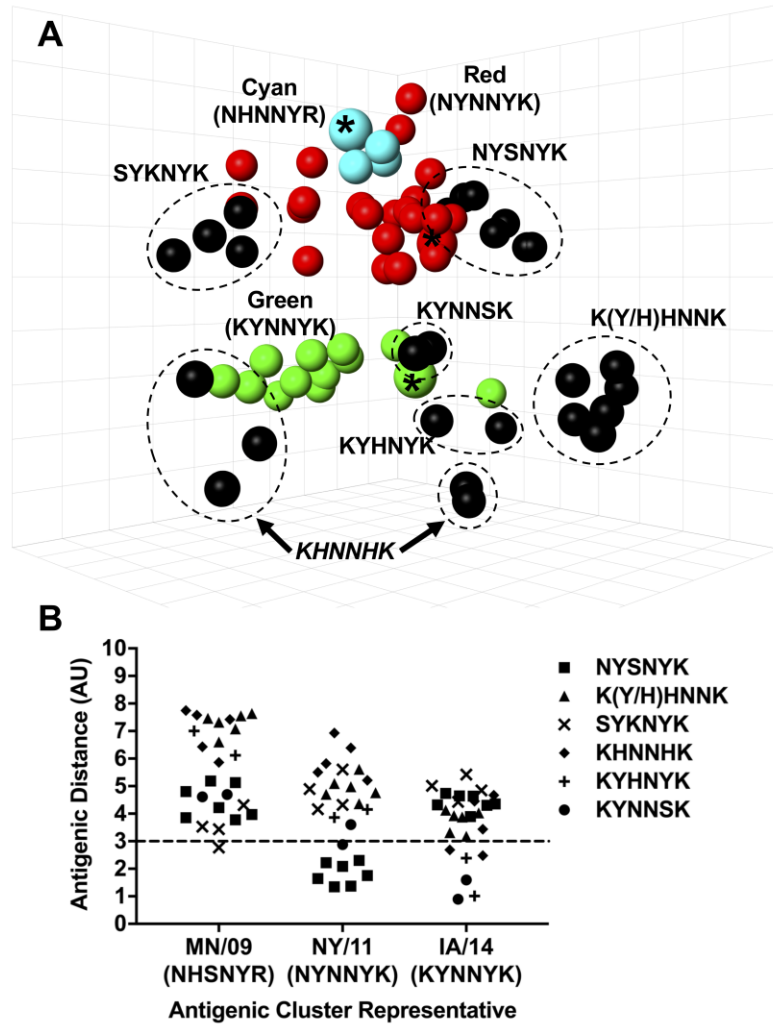 A
Cyan
(NHNNYR)
Red
(NYNNYK)
*
SYKNYK
NYSNYK
*
Green
(KYNNYK)
KYNNSK
K(Y/H)HNNK
*
KYHNYK
KHNNHK
B
Antigenic Distance (AU)
10
9
8
7
6
5
4
3
2
1
0
NYSNYK
K(Y/H)HNNK
SYKNYK
KHNNHK
KYHNYK
KYNNSK
MN/09
(NHSNYR)
NY/11
(NYNNYK)
IA/14
(KYNNYK)
Antigenic Cluster Representative